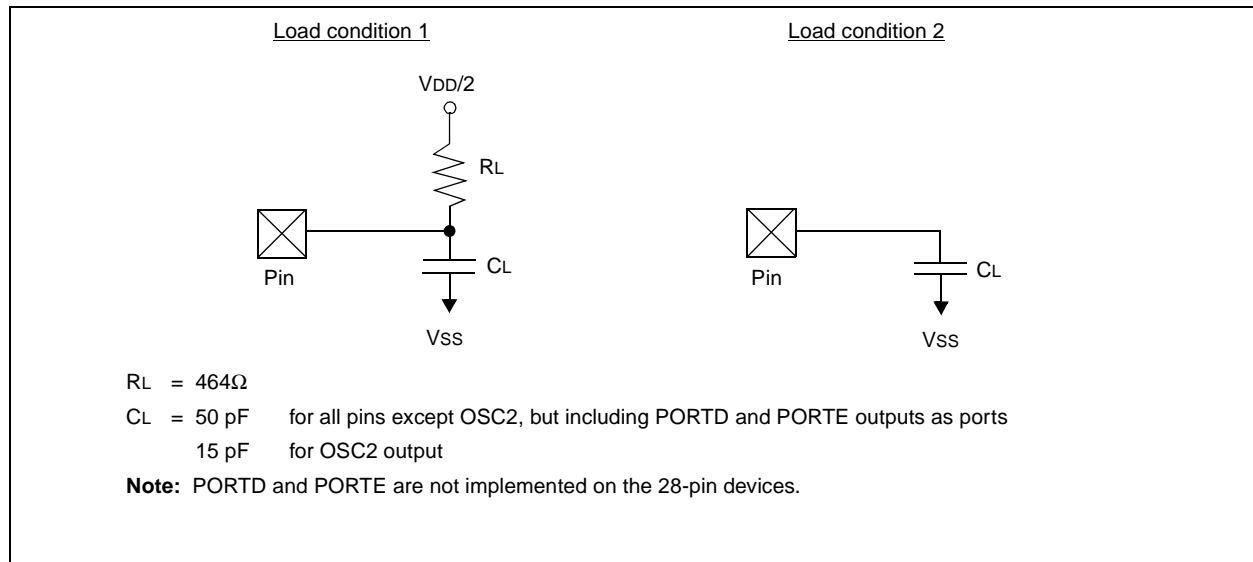 Load condition 1
Load condition 2
VDD/2
RL
Pin
CL
VSS
Pin
CL
VSS
RL = 464Ω
CL = 50 pF for all pins except OSC2, but including PORTD and PORTE outputs as ports
15 pF for OSC2 output
Note: PORTD and PORTE are not implemented on the 28-pin devices.